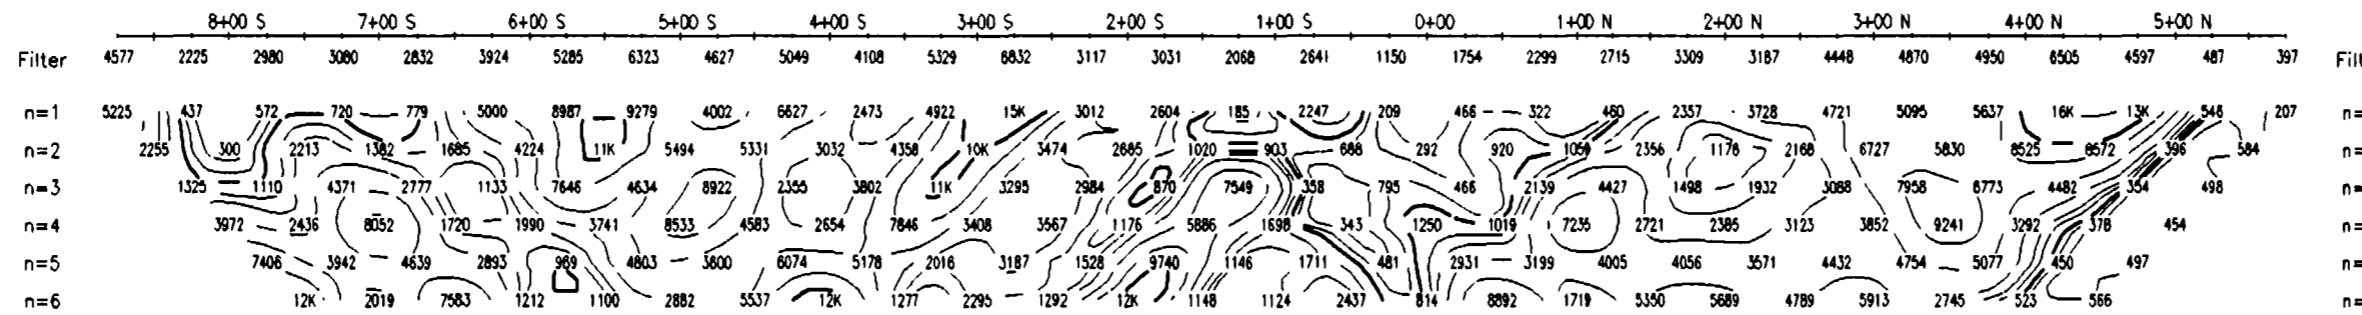 8+00 S 7+00 S 6+00 S 5+00 S 4+00 S 3+00 S 2+00 S 1+00 S 0+00 1+00 N 2+00 N 3+00 N 4+00 N 5+00 N
Filter 4577 2225 2980 3080 2832 3924 5285 6323 4627 5049 4108 5329 6832 3117 3031 2068 2641 1150 1754 2299 2715 3309 3187 4448 4870 4950 6505 4597 487 397 Filt
n=1 5225 437 572 720 779 5000 8987 9279 4002 6627 2473 4922 15K 3012 2604 185 2247 209 466 322 460 2357 3728 4721 5095 5637 16K 13K 546 207 n=
n=2 2255 300 2213 1382 1685 4224 11K 5494 5331 3032 4358 10K 3474 2685 1020 903 688 292 920 1059 2356 1176 2168 6727 5830 8525 8572 396 584 n=
n=3 1325 1110 4371 2777 1133 7646 4634 8922 2355 3802 11K 3295 2984 870 7549 358 795 466 2139 4427 1498 1932 3088 7958 6773 4482 354 498 n=
n=4 3972 2436 8052 1720 1990 3741 8533 4583 2654 7846 3408 3567 1176 5886 1698 343 1250 1019 7235 2721 2385 3123 3852 9241 3292 378 454 n=
n=5 7406 3942 4639 2893 969 4803 3600 6074 5178 2016 3187 1528 9740 1146 1711 481 2931 3199 4005 4056 3571 4432 4754 5077 450 497 n=
n=6 12K 2019 7583 1212 1100 2882 5537 12K 1277 2295 1292 12K 1148 1124 2437 814 8892 1719 5350 5689 4789 5913 2745 523 566 n=